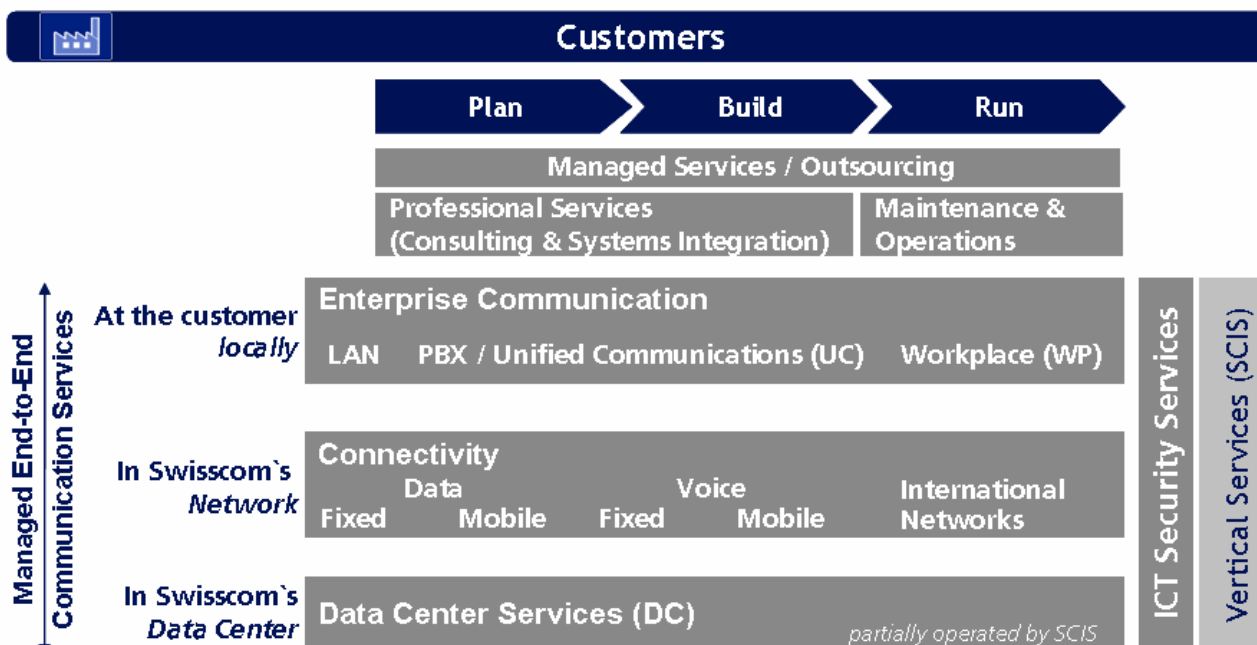 Customers
Plan
Build
Run
Managed Services / Outsourcing
Professional Services
(Consulting & Systems Integration)
Maintenance &
Operations
Managed End-to-End
Communication Services
At the customer
locally
Enterprise Communication
LAN PBX / Unified Communications (UC) Workplace (WP)
In Swisscom`s
Network
Connectivity
Data Voice
Fixed Mobile Fixed Mobile
International
Networks
In Swisscom`s
Data Center
Data Center Services (DC)
partially operated by SCIS
ICT Security Services
Vertical Services (SCIS)